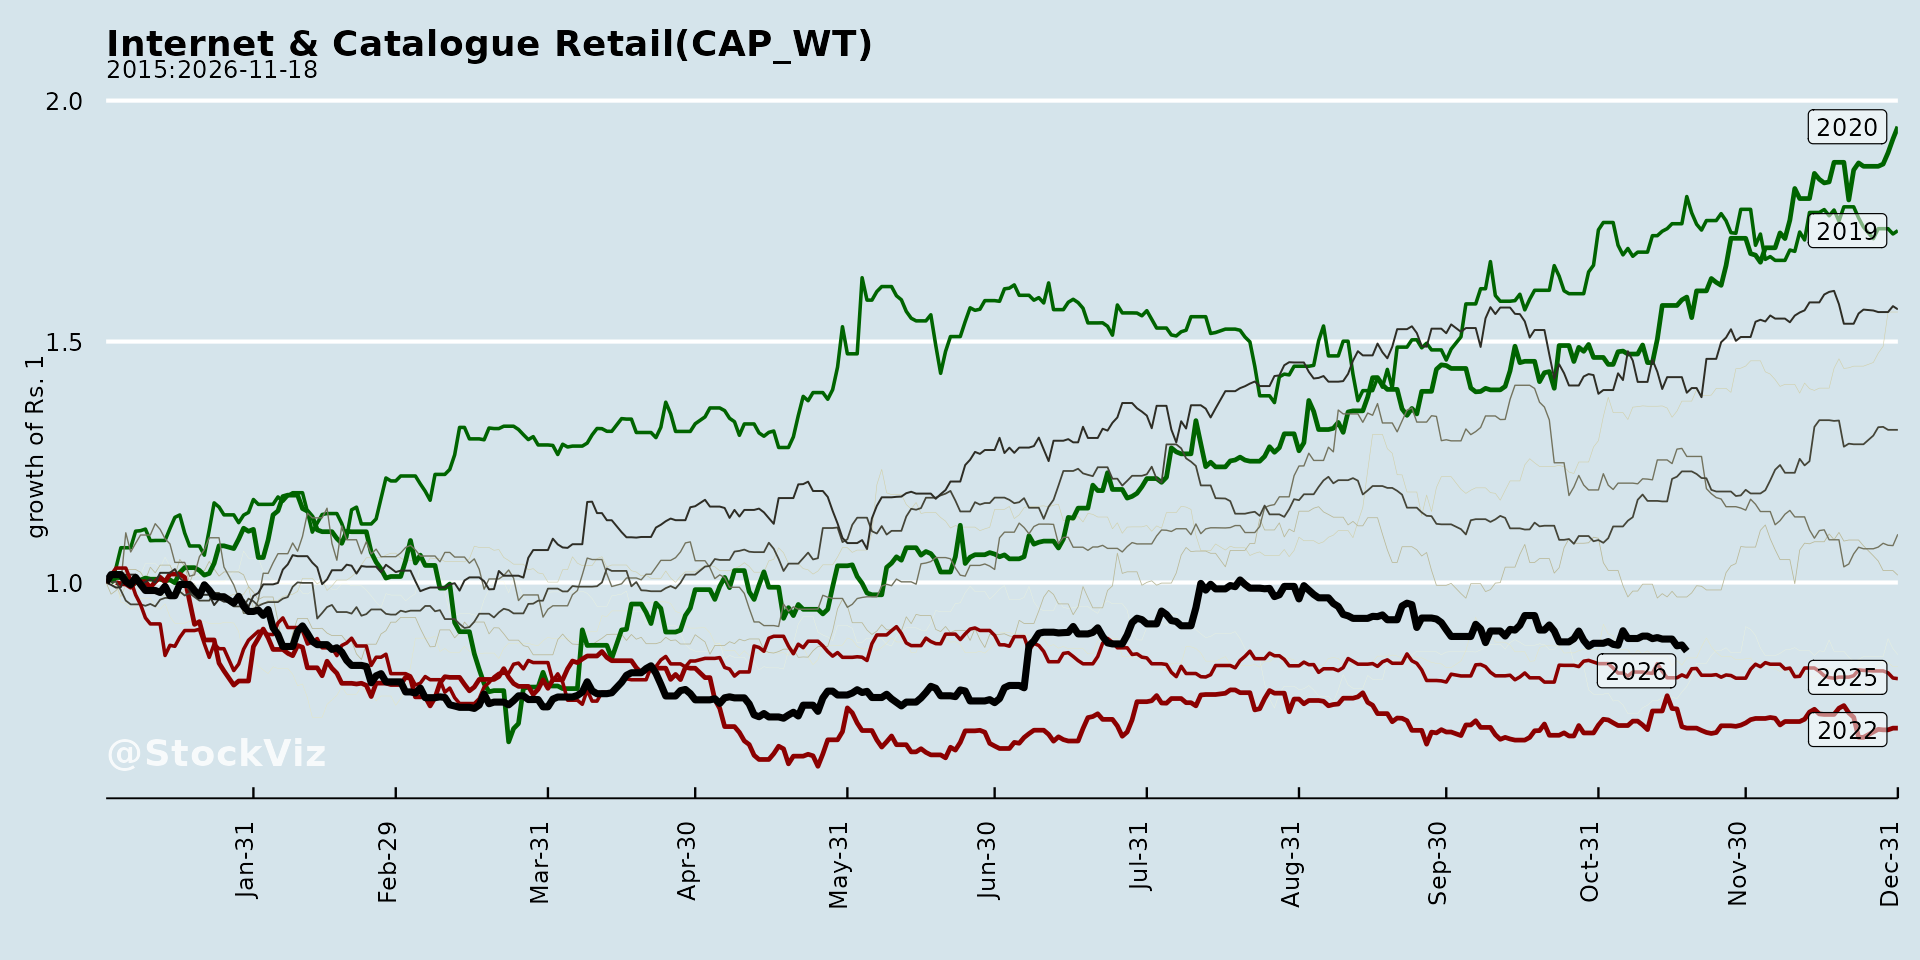 Internet & Catalogue Retail(CAP_WT)
2015:2026-11-18
2.0
1.5
1.0
growth of Rs. 1
2020
2019
2026
2025
2022
@StockViz
Jan-31
Feb-29
Mar-31
Apr-30
May-31
Jun-30
Jul-31
Aug-31
Sep-30
Oct-31
Nov-30
Dec-31